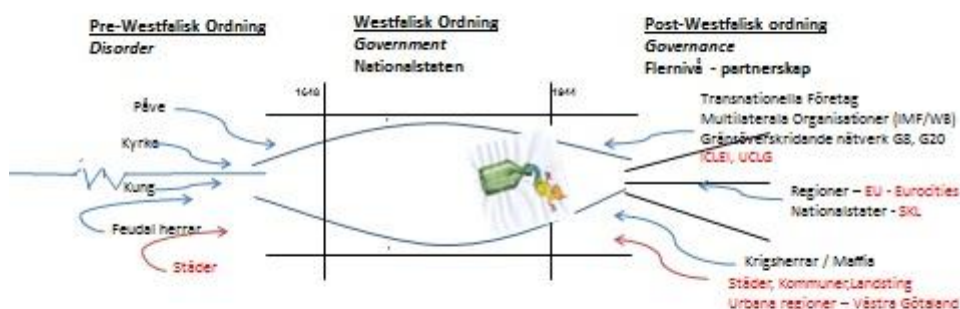 Pre-Westfalisk Ordning
Disorder
Westfalisk Ordning
Government
Nationalstaten
Post-Westfalisk ordning
Governance
Flernivå - partnerskap
1648
1944
Påve
Kyrka
Kung
Feudal herrar
Städer
Transnationella Företag
Multilaterala Organisationer (IMF/WB)
Gränsöverskridande nätverk G8, G20
ICLEI, UCLG
Regioner – EU - Eurocities
Nationalstater - SKL
Krigsherrar / Maffia
Städer, Kommuner,Landsting
Urbana regioner – Västra Götaland